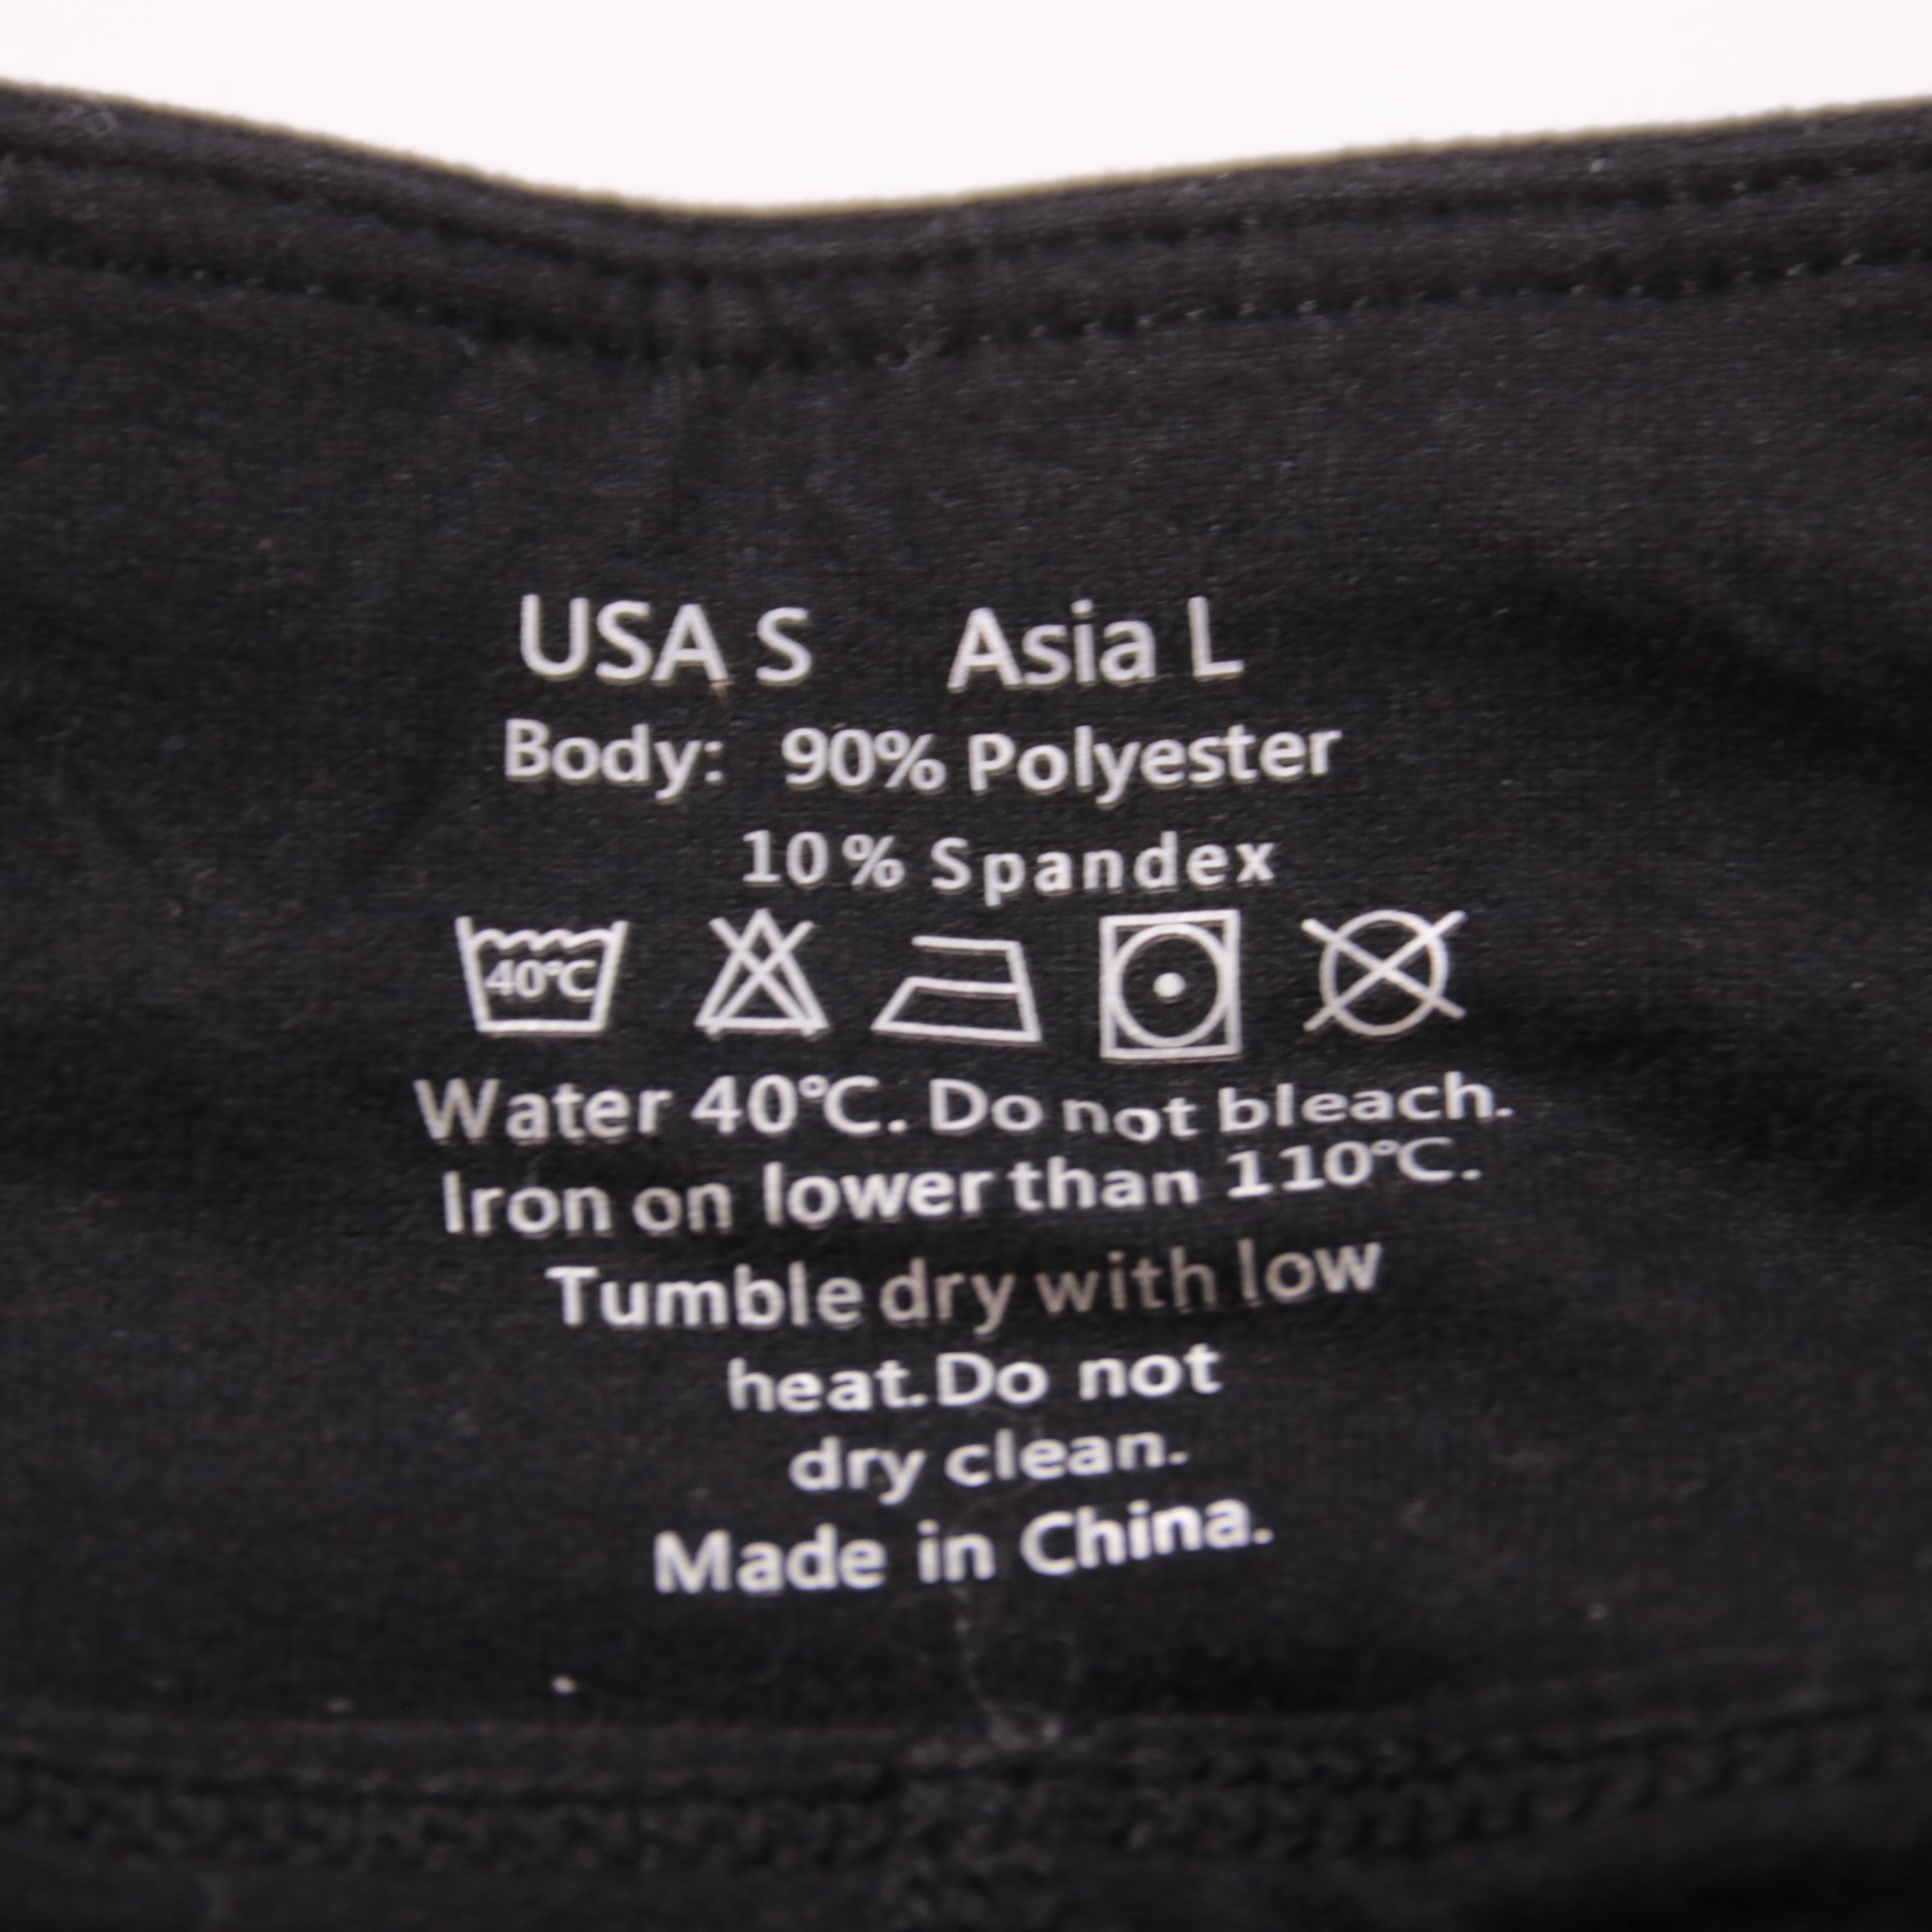 USA S Asia L
Body: 90% Polyester
10% Spandex
40℃
Water 40℃. Do not bleach.
Iron on lower than 110℃.
Tumble dry with low
heat.Do not
dry clean.
Made in China.